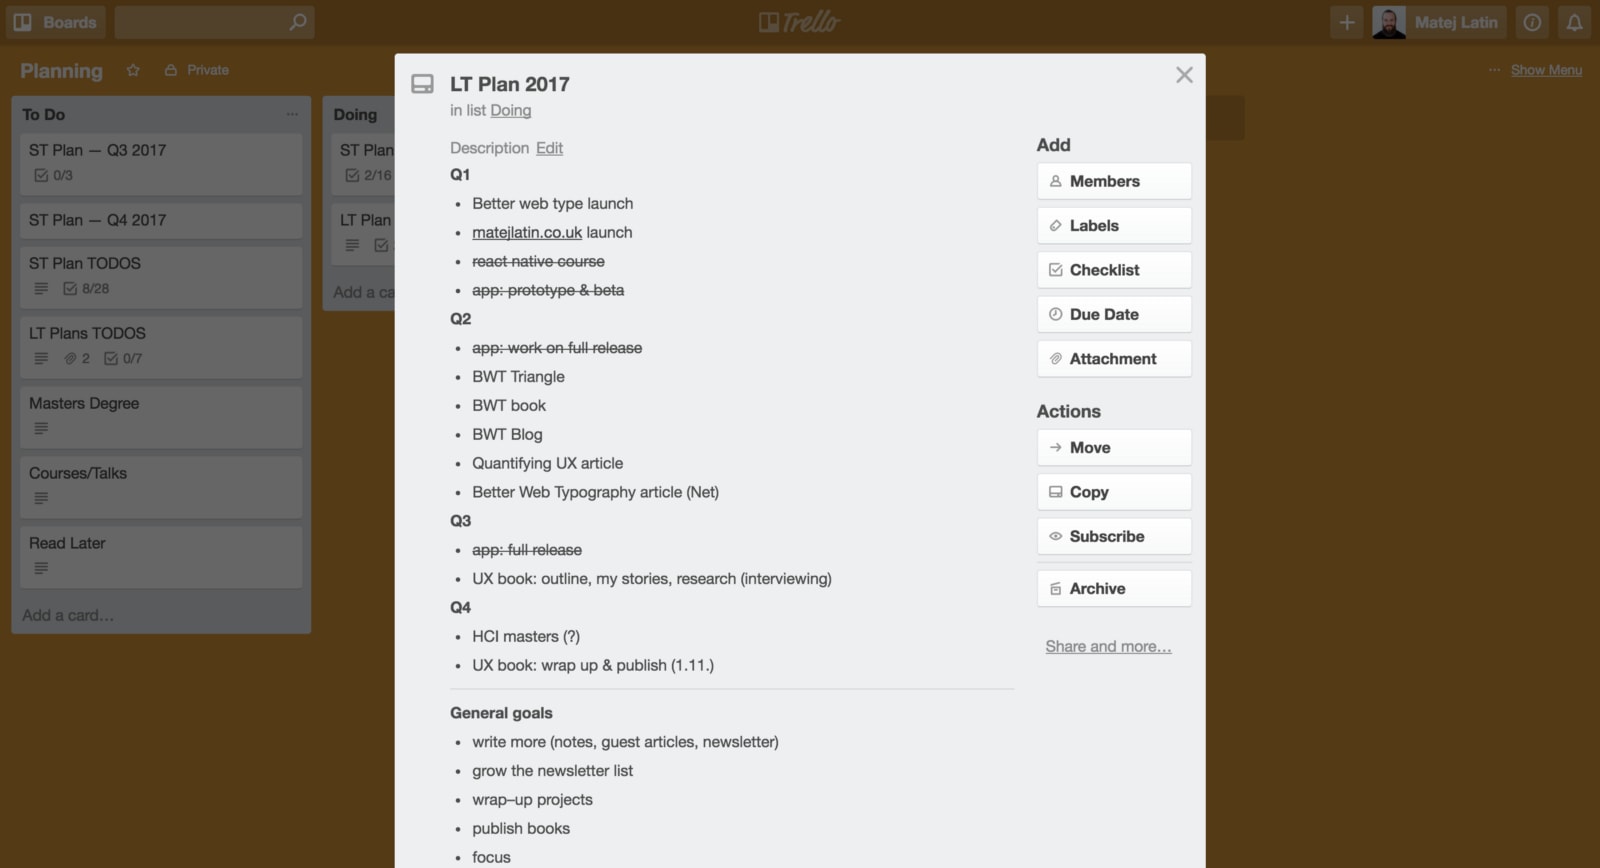 Boards
Trello
Matej Latin
Planning
Private
... Show Menu
To Do
ST Plan — Q3 2017
0/3
ST Plan — Q4 2017
ST Plan TODOS
8/28
LT Plans TODOS
2 0/7
Masters Degree
Courses/Talks
Read Later
Add a card…
Doing
ST Plan
2/16
LT Plan
Add a ca
LT Plan 2017
in list Doing
Description Edit
Q1
• Better web type launch
• matejlatin.co.uk launch
• react native course
• app: prototype & beta
Q2
• app: work on full release
• BWT Triangle
• BWT book
• BWT Blog
• Quantifying UX article
• Better Web Typography article (Net)
Q3
• app: full release
• UX book: outline, my stories, research (interviewing)
Q4
• HCI masters (?)
• UX book: wrap up & publish (1.11.)
General goals
• write more (notes, guest articles, newsletter)
• grow the newsletter list
• wrap–up projects
• publish books
• focus
Add
Members
Labels
Checklist
Due Date
Attachment
Actions
Move
Copy
Subscribe
Archive
Share and more…